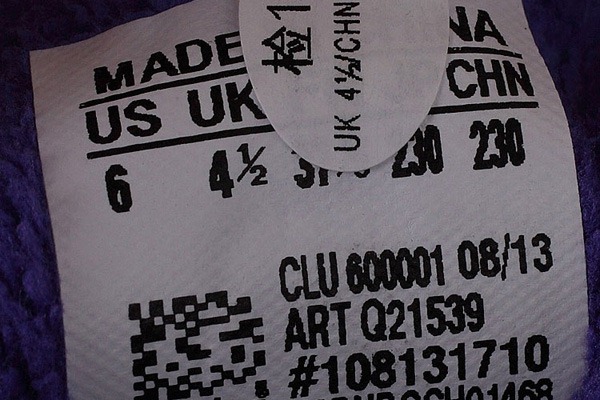 MADE
US UK CHN
6 4½ 230 230
CLU 600001 08/13
ART Q21539
#108131710
检 1
UK 4½/CHN